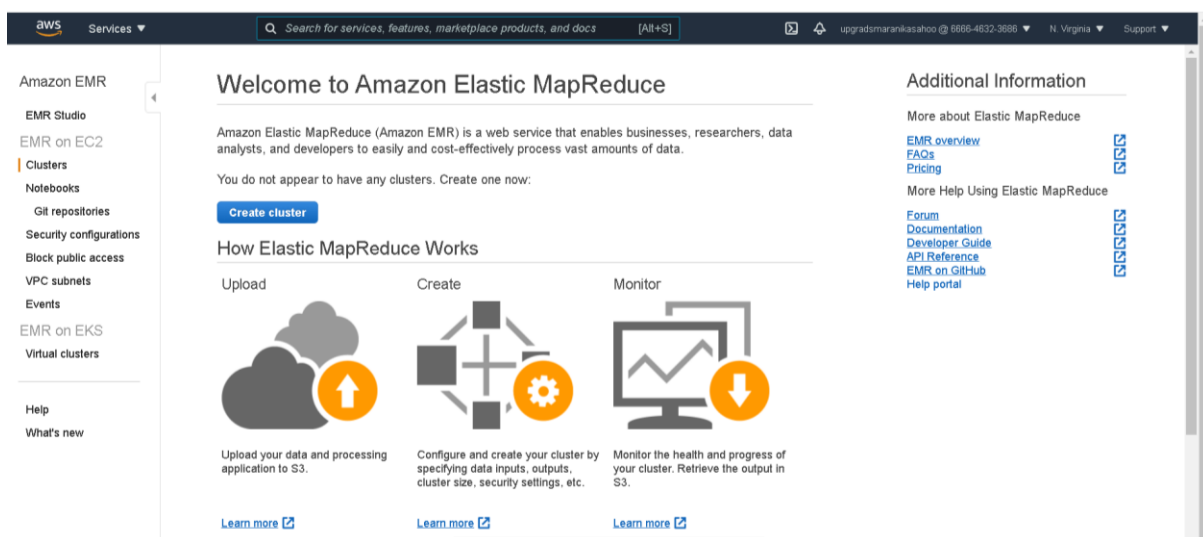 aws Services ▼ Search for services, features, marketplace products, and docs [Alt+S] upgradsmaranikasahoo @ 6666-4632-3686 ▼ N. Virginia ▼ Support ▼
Amazon EMR
EMR Studio
EMR on EC2
Clusters
Notebooks
Git repositories
Security configurations
Block public access
VPC subnets
Events
EMR on EKS
Virtual clusters
Help
What's new
Welcome to Amazon Elastic MapReduce
Amazon Elastic MapReduce (Amazon EMR) is a web service that enables businesses, researchers, data
analysts, and developers to easily and cost-effectively process vast amounts of data.
You do not appear to have any clusters. Create one now:
Create cluster
How Elastic MapReduce Works
Upload
Upload your data and processing
application to S3.
Learn more
Create
Configure and create your cluster by
specifying data inputs, outputs,
cluster size, security settings, etc.
Learn more
Monitor
Monitor the health and progress of
your cluster. Retrieve the output in
S3.
Learn more
Additional Information
More about Elastic MapReduce
EMR overview
FAQs
Pricing
More Help Using Elastic MapReduce
Forum
Documentation
Developer Guide
API Reference
EMR on GitHub
Help portal